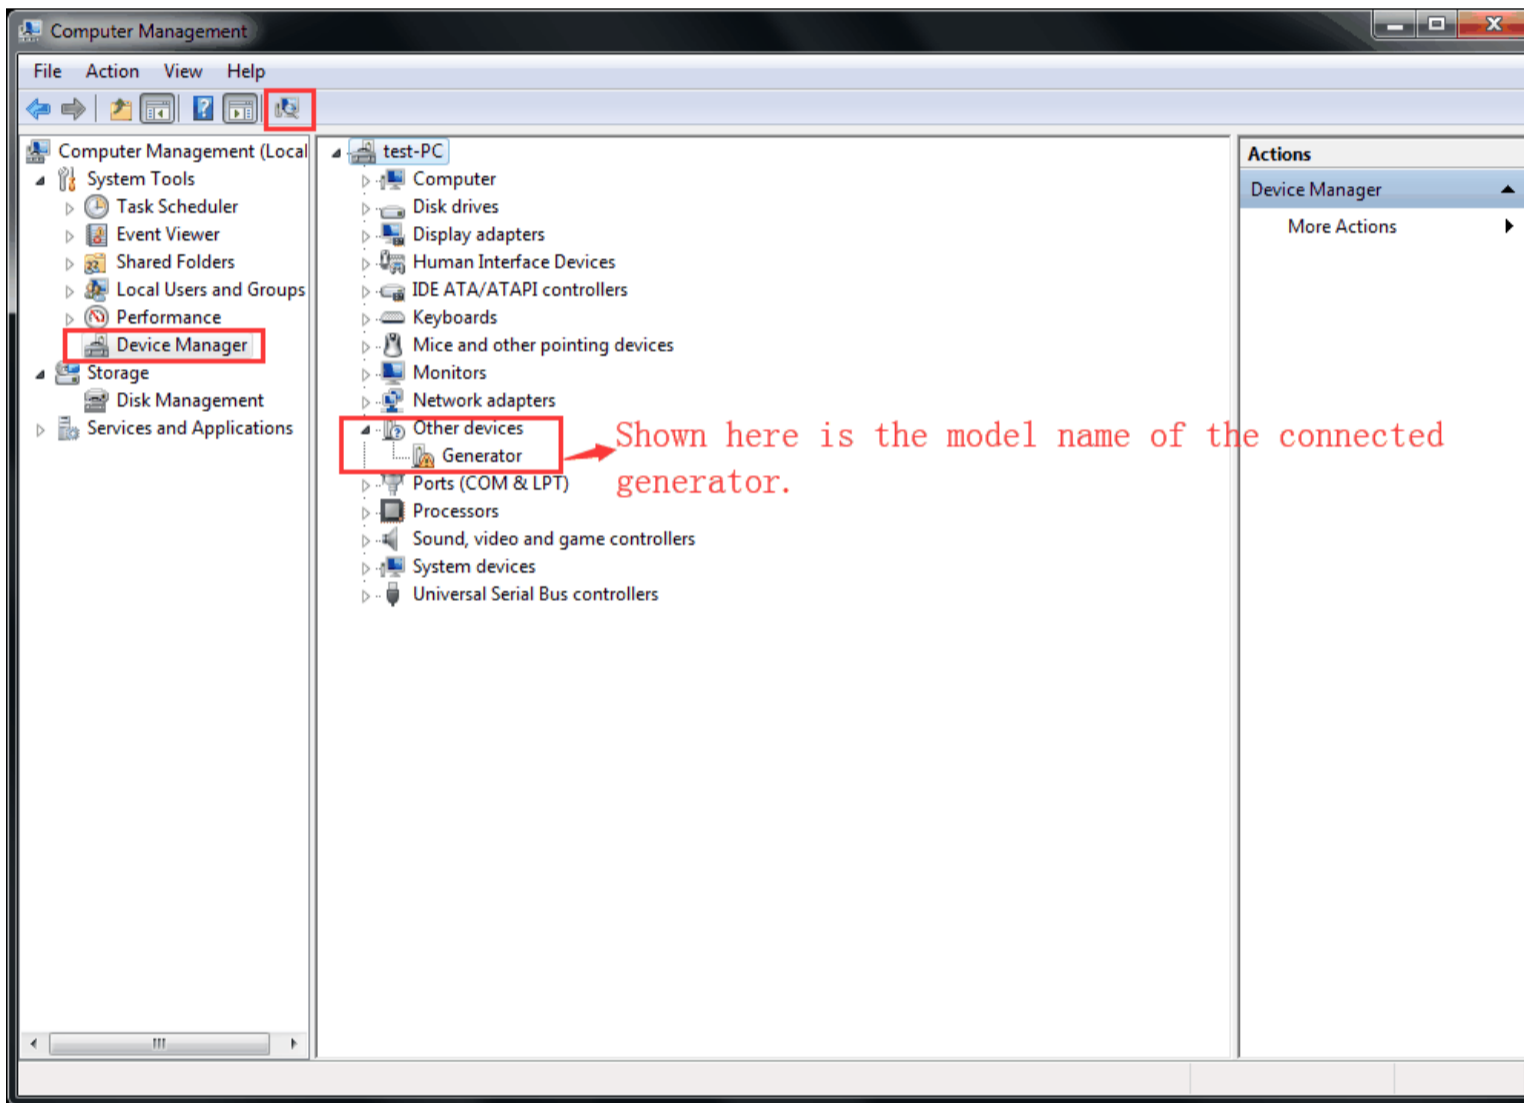 Computer Management
File Action View Help
Computer Management (Local
System Tools
Task Scheduler
Event Viewer
Shared Folders
Local Users and Groups
Performance
Device Manager
Storage
Disk Management
Services and Applications
test-PC
Computer
Disk drives
Display adapters
Human Interface Devices
IDE ATA/ATAPI controllers
Keyboards
Mice and other pointing devices
Monitors
Network adapters
Other devices
Generator
Ports (COM & LPT)
Processors
Sound, video and game controllers
System devices
Universal Serial Bus controllers
Shown here is the model name of the connected
generator.
Actions
Device Manager
More Actions